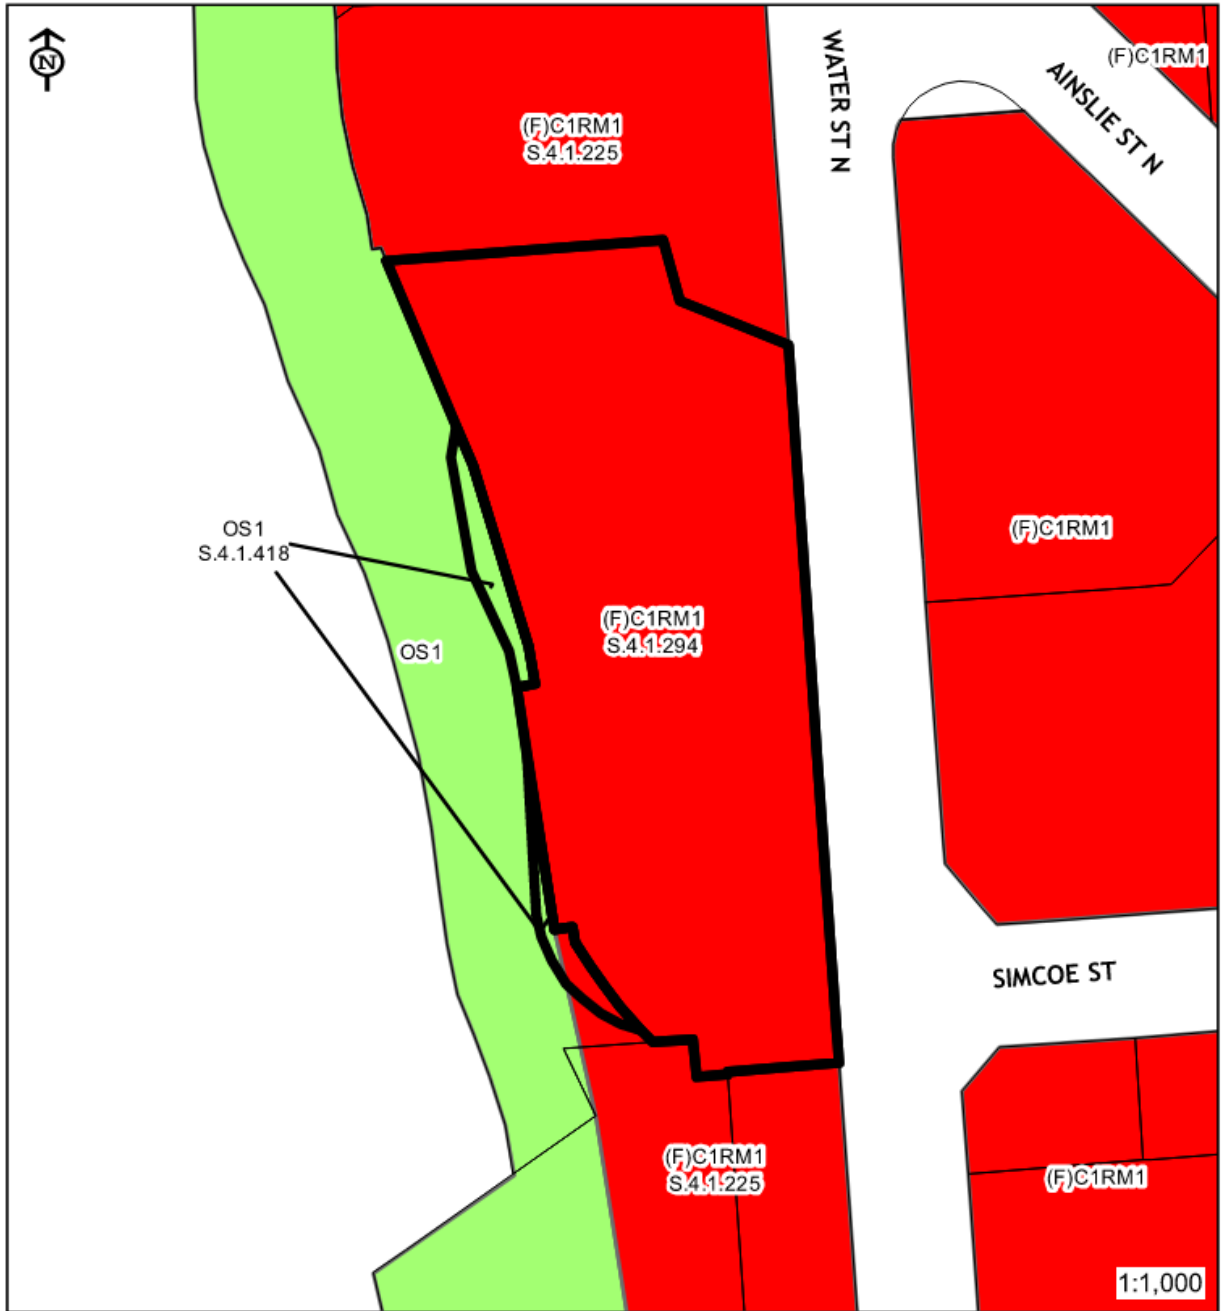 N
WATER ST N
AINSLIE ST N
(F)C1RM1
(F)C1RM1
S.4.1.225
OS1
S.4.1.418
(F)C1RM1
(F)C1RM1
S.4.1.294
OS1
SIMCOE ST
(F)C1RM1
S.4.1.225
(F)C1RM1
1:1,000